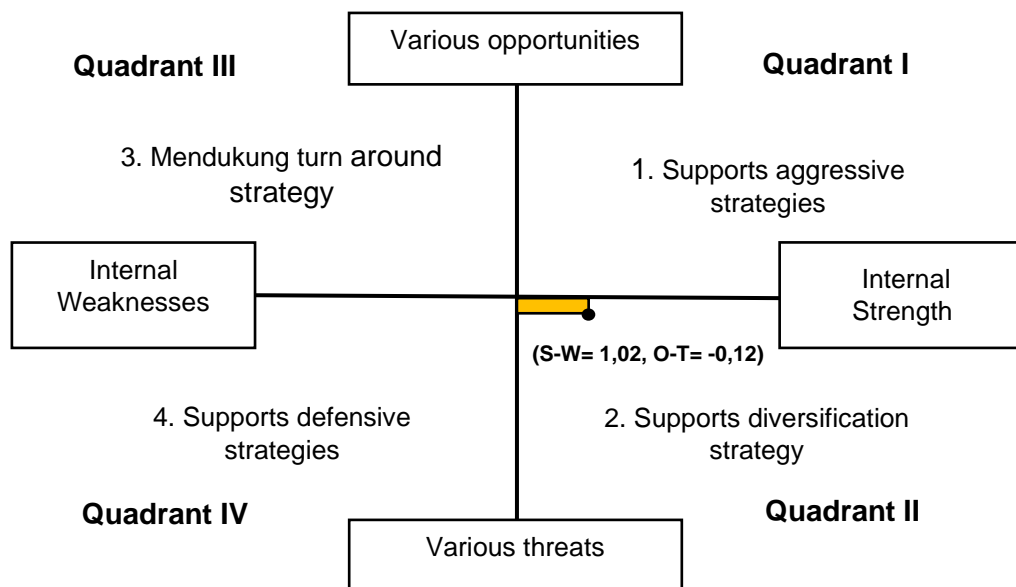 Various opportunities
Quadrant III
Quadrant I
3. Mendukung turn around
strategy
1. Supports aggressive
strategies
Internal
Weaknesses
Internal
Strength
(S-W= 1,02, O-T= -0,12)
4. Supports defensive
strategies
2. Supports diversification
strategy
Quadrant IV
Quadrant II
Various threats